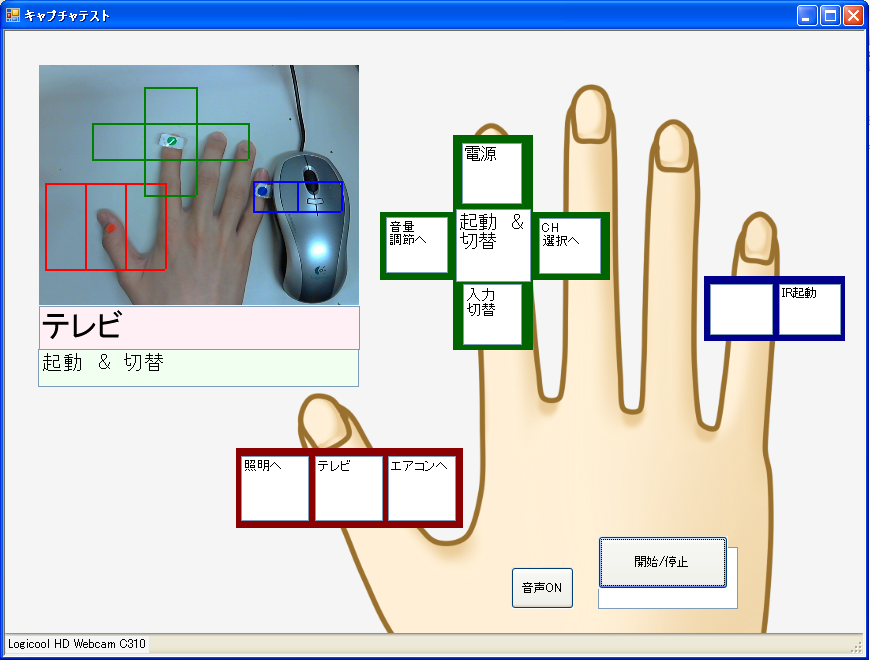 キャプチャテスト
テレビ
起動 & 切替
電源
音量
調節へ
起動 &
切替
CH
選択へ
入力
切替
IR起動
照明へ
テレビ
エアコンへ
音声ON
開始/停止
Logicool HD Webcam C310